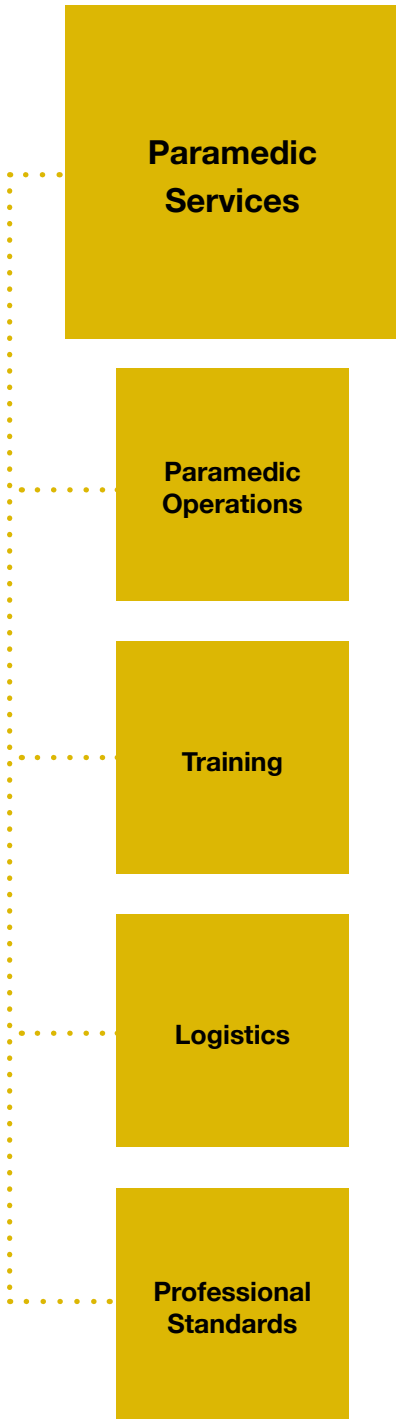 Paramedic
Services
Paramedic
Operations
Training
Logistics
Professional
Standards